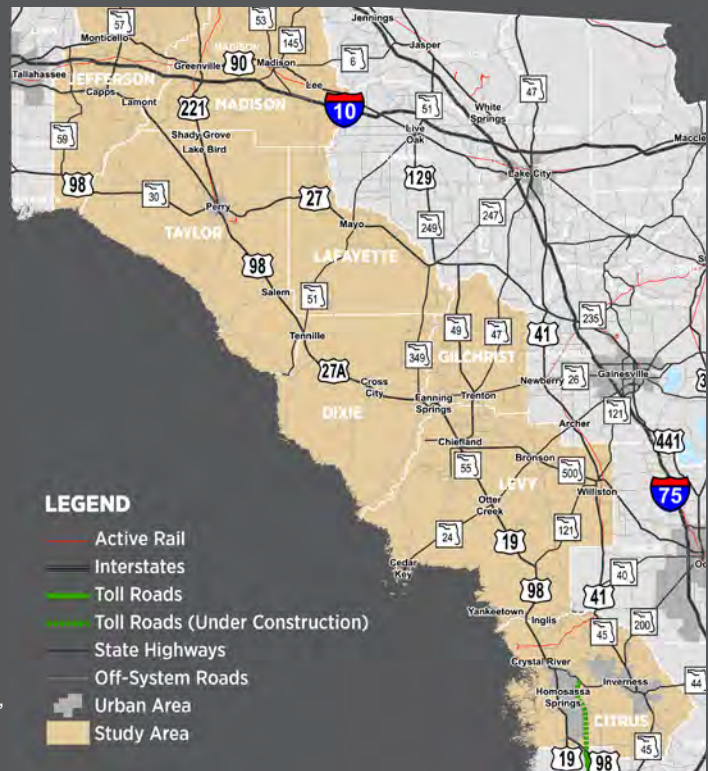 57
53
Jennings
Monticello
MADISON
145
Jasper
6
Tallahassee
Greenville
90
Madison
JEFFERSON
47
Capps
Lee
51
White
Springs
Lamont
221
MADISON
10
Shady Grove
Lake Bird
Live
Oak
59
Lake City
98
30
Perry
27
129
247
TAYLOR
Mayo
249
98
LAFAYETTE
Salem
51
49
47
41
235
Tennille
349
GILCHRIST
27A
Cross
City
Newberry
26
Gainesville
Fanning
Springs
Trenton
121
DIXIE
Archer
Chiefland
441
Bronson
55
500
LEVY
Williston
75
Otter
Creek
24
121
19
Cedar
Key
40
98
41
Yankeetown
Inglis
45
200
Crystal River
Inverness
44
Homosassa
Springs
CITRUS
45
19
98
LEGEND
Active Rail
Interstates
Toll Roads
Toll Roads (Under Construction)
State Highways
Off-System Roads
Urban Area
Study Area